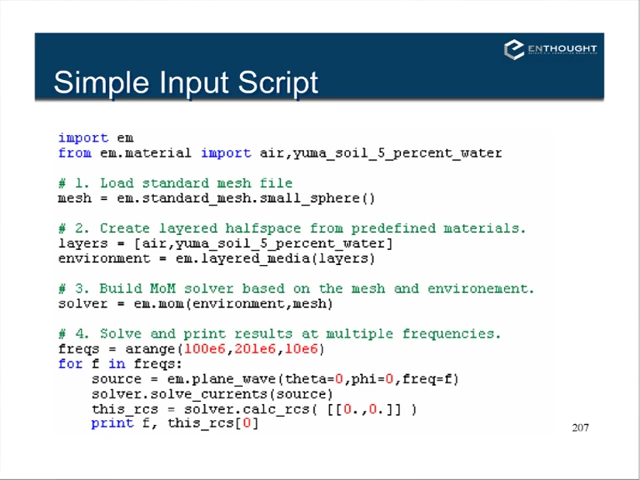 ENTHOUGHT
Simple Input Script
import em
from em.material import air,yuma_soil_5_percent_water
# 1. Load standard mesh file
mesh = em.standard_mesh.small_sphere()
# 2. Create layered halfspace from predefined materials.
layers = [air,yuma_soil_5_percent_water]
environment = em.layered_media(layers)
# 3. Build MoM solver based on the mesh and environement.
solver = em.mom(environment,mesh)
# 4. Solve and print results at multiple frequencies.
freqs = arange(100e6,201e6,10e6)
for f in freqs:
    source = em.plane_wave(theta=0,phi=0,freq=f)
    solver.solve_currents(source)
    this_rcs = solver.calc_rcs( [[0.,0.]] )
    print f, this_rcs[0]
207